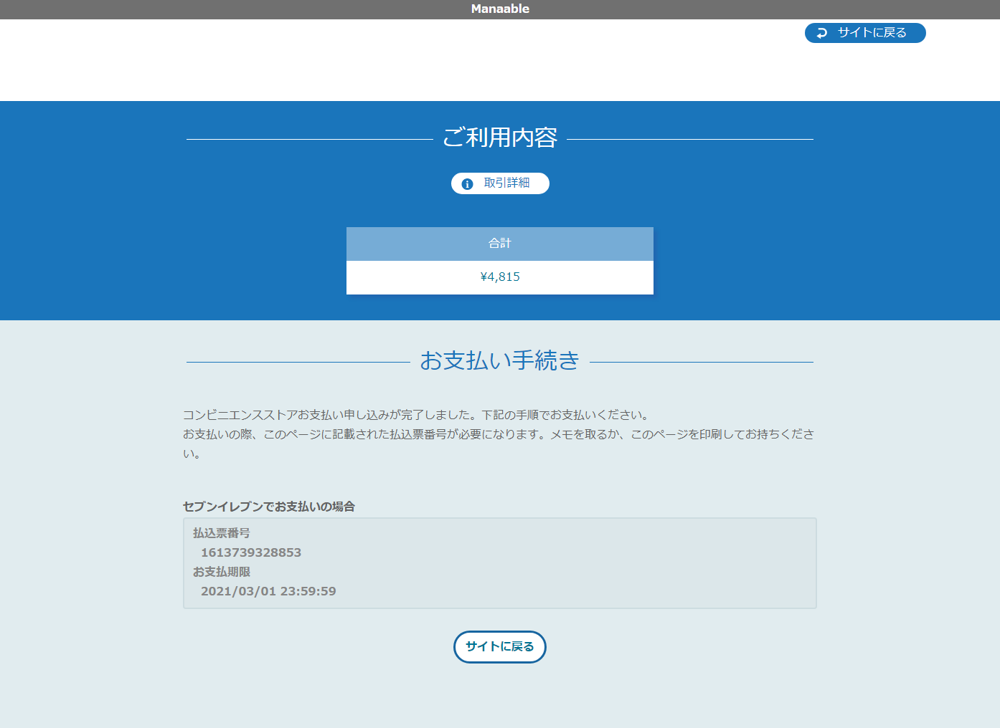 Manaable
サイトに戻る
ご利用内容
取引詳細
合計
¥4,815
お支払い手続き
コンビニエンスストアお支払い申し込みが完了しました。下記の手順でお支払いください。
お支払いの際、このページに記載された払込票番号が必要になります。メモを取るか、このページを印刷してお持ちくださ
い。
セブンイレブンでお支払いの場合
払込票番号
1613739328853
お支払期限
2021/03/01 23:59:59
サイトに戻る